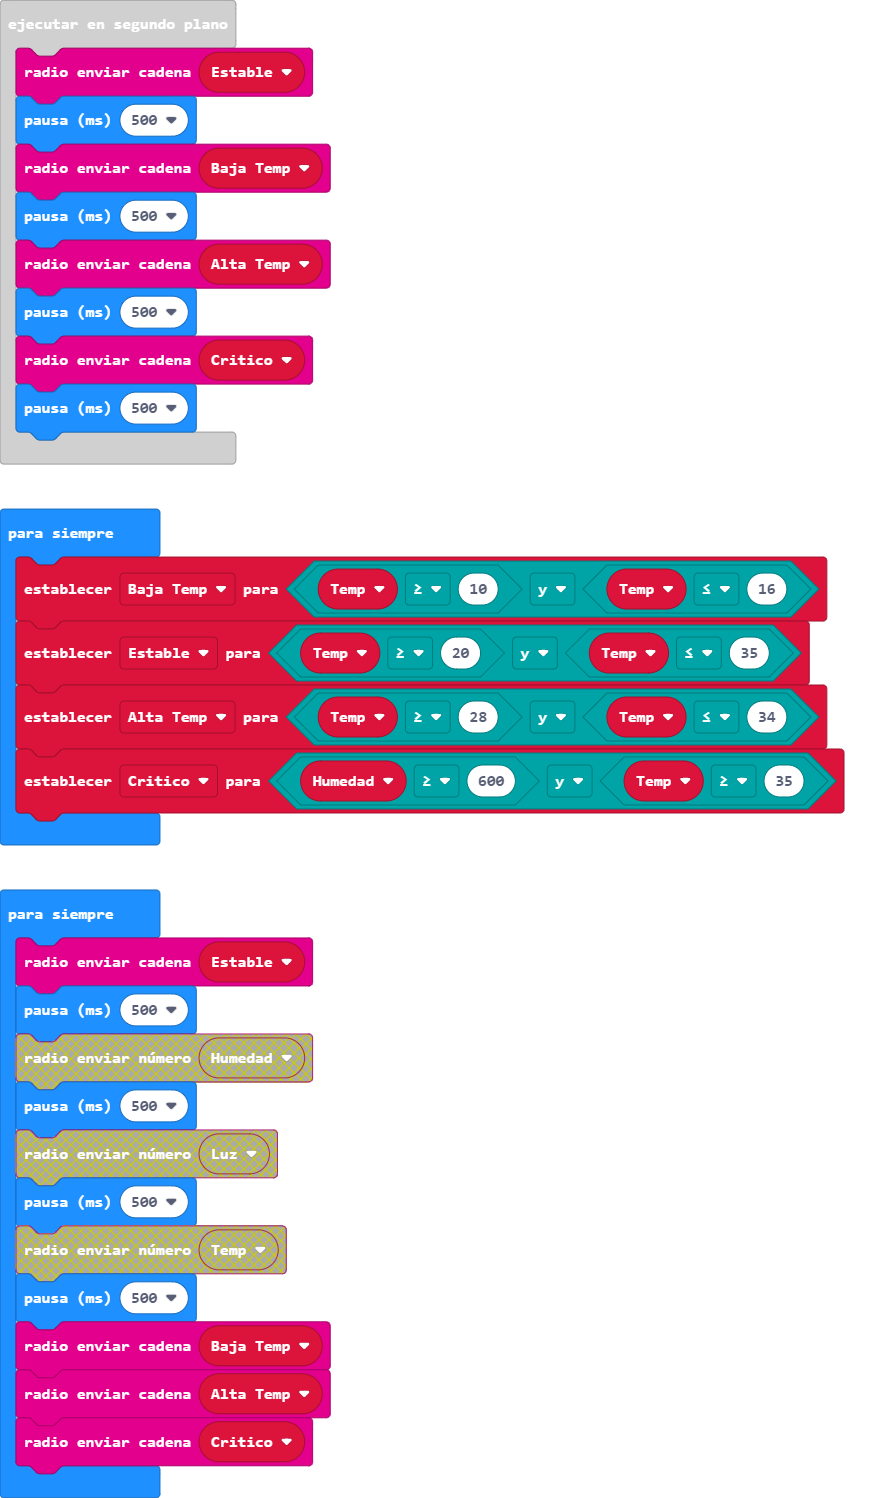 ejecutar en segundo plano
radio enviar cadena Estable
pausa (ms) 500
radio enviar cadena Baja Temp
pausa (ms) 500
radio enviar cadena Alta Temp
pausa (ms) 500
radio enviar cadena Critico
pausa (ms) 500
para siempre
establecer Baja Temp para Temp ≥ 10 y Temp ≤ 16
establecer Estable para Temp ≥ 20 y Temp ≤ 35
establecer Alta Temp para Temp ≥ 28 y Temp ≤ 34
establecer Critico para Humedad ≥ 600 y Temp ≥ 35
para siempre
radio enviar cadena Estable
pausa (ms) 500
radio enviar número Humedad
pausa (ms) 500
radio enviar número Luz
pausa (ms) 500
radio enviar número Temp
pausa (ms) 500
radio enviar cadena Baja Temp
radio enviar cadena Alta Temp
radio enviar cadena Critico